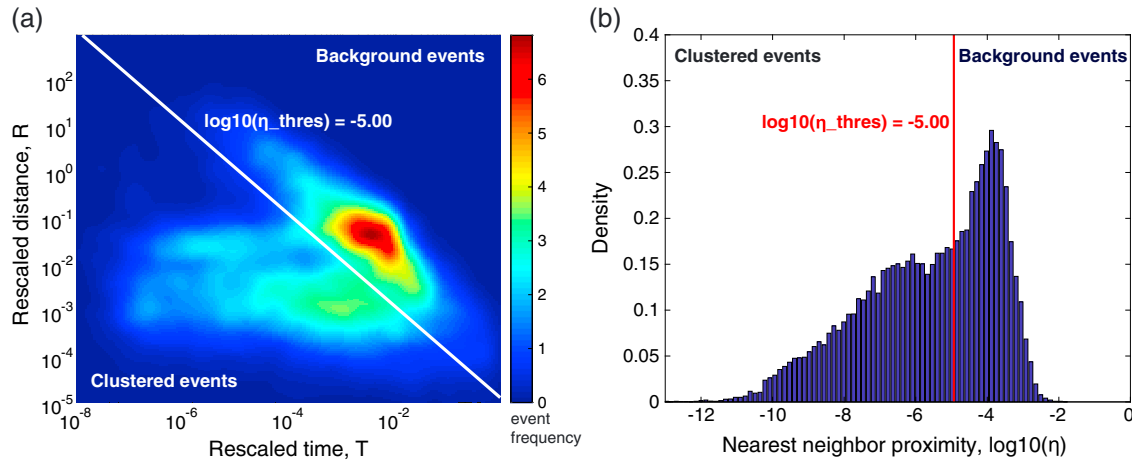 (a)
Background events
log10(η_thres) = -5.00
Clustered events
Rescaled distance, R
10^2
10^1
10^0
10^-1
10^-2
10^-3
10^-4
10^-5
10^-8
10^-6
10^-4
10^-2
Rescaled time, T
6
5
4
3
2
1
0
event
frequency
(b)
Clustered events
Background events
log10(η_thres) = -5.00
Density
0.4
0.35
0.3
0.25
0.2
0.15
0.1
0.05
0
-12
-10
-8
-6
-4
-2
0
Nearest neighbor proximity, log10(η)